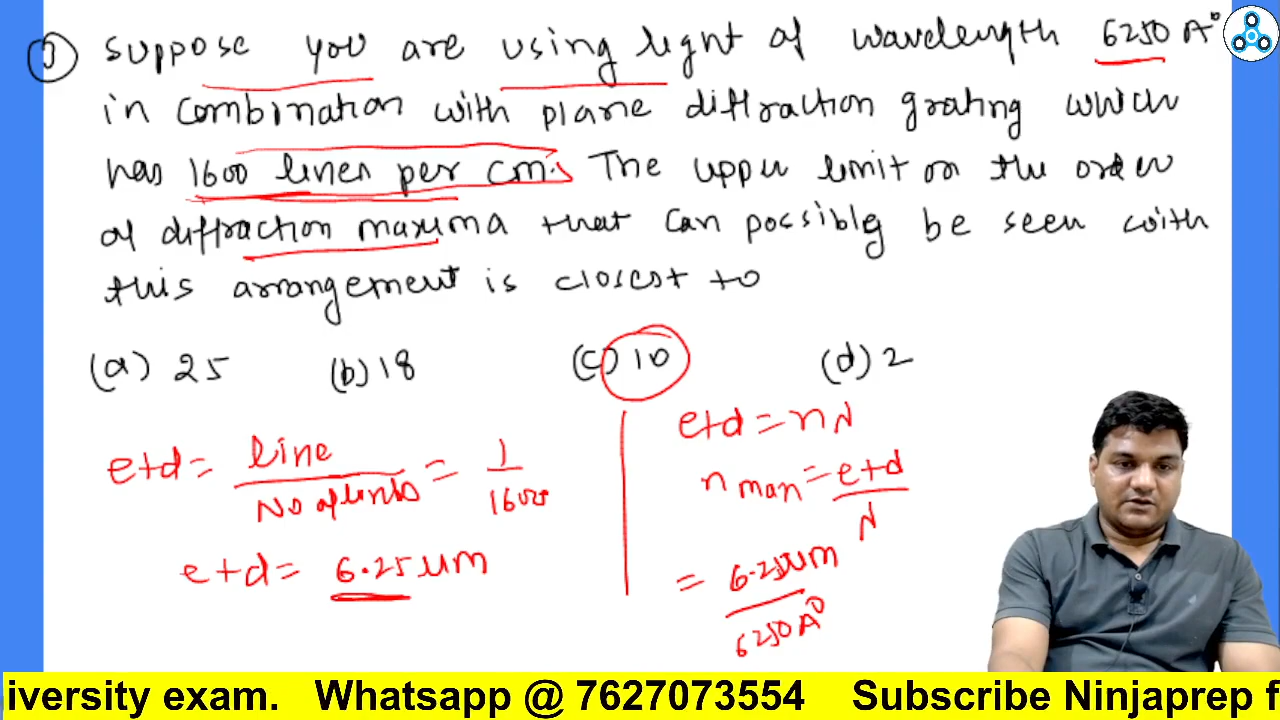 ① Suppose you are using light of wavelength 6250 A°
in combination with plane diffraction grating which
has 1600 lines per cm. The upper limit on the order
of diffraction maxima that can possibly be seen with
this arrangement is closest to
(a) 25 (b) 18 (c) 10 (d) 2
e+d = line / No of lines = 1 / 1600
e+d = 6.25 um
e+d = nλ
n max = e+d / λ
= 6.25um / 6250 A°
iversity exam. Whatsapp @ 7627073554 Subscribe Ninjaprep f